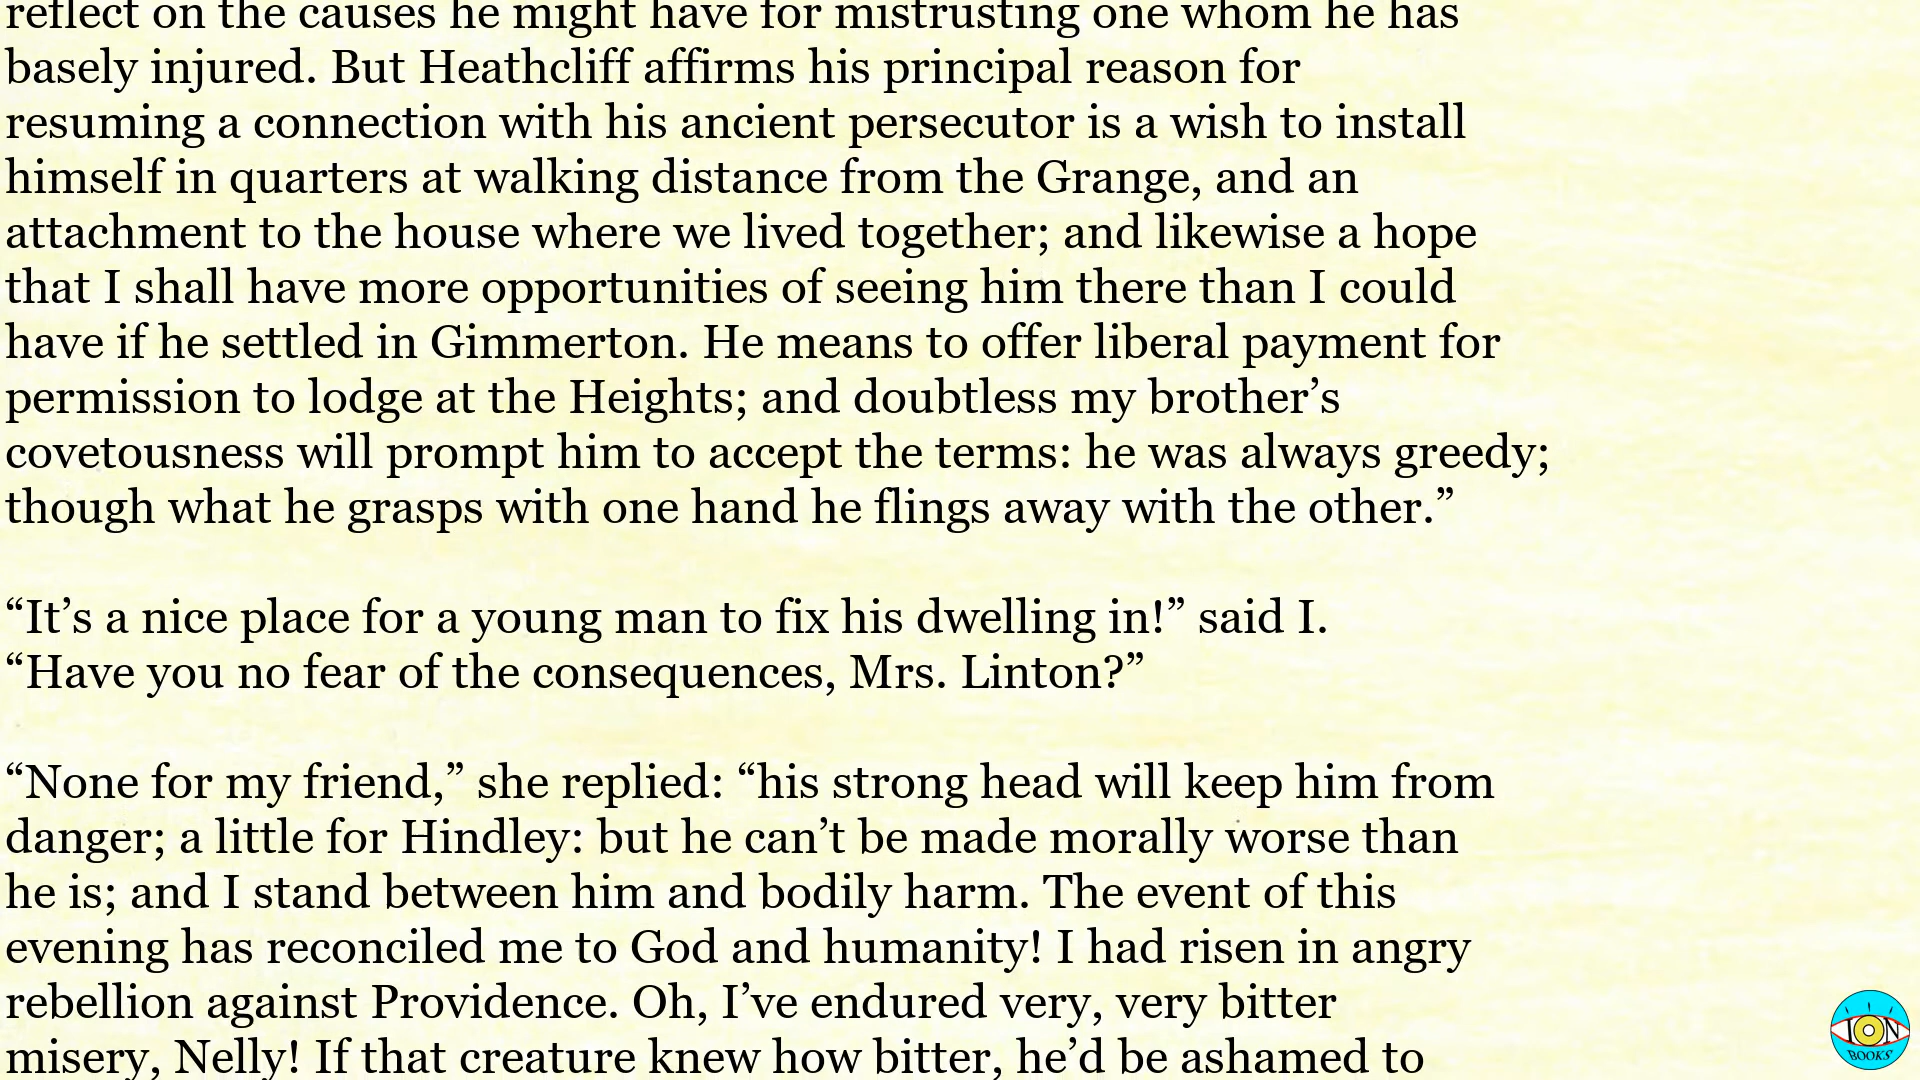 reflect on the causes he might have for mistrusting one whom he has
basely injured. But Heathcliff affirms his principal reason for
resuming a connection with his ancient persecutor is a wish to install
himself in quarters at walking distance from the Grange, and an
attachment to the house where we lived together; and likewise a hope
that I shall have more opportunities of seeing him there than I could
have if he settled in Gimmerton. He means to offer liberal payment for
permission to lodge at the Heights; and doubtless my brother’s
covetousness will prompt him to accept the terms: he was always greedy;
though what he grasps with one hand he flings away with the other.”
“It’s a nice place for a young man to fix his dwelling in!” said I.
“Have you no fear of the consequences, Mrs. Linton?”
“None for my friend,” she replied: “his strong head will keep him from
danger; a little for Hindley: but he can’t be made morally worse than
he is; and I stand between him and bodily harm. The event of this
evening has reconciled me to God and humanity! I had risen in angry
rebellion against Providence. Oh, I’ve endured very, very bitter
misery, Nelly! If that creature knew how bitter, he’d be ashamed to
ION
BOOKS